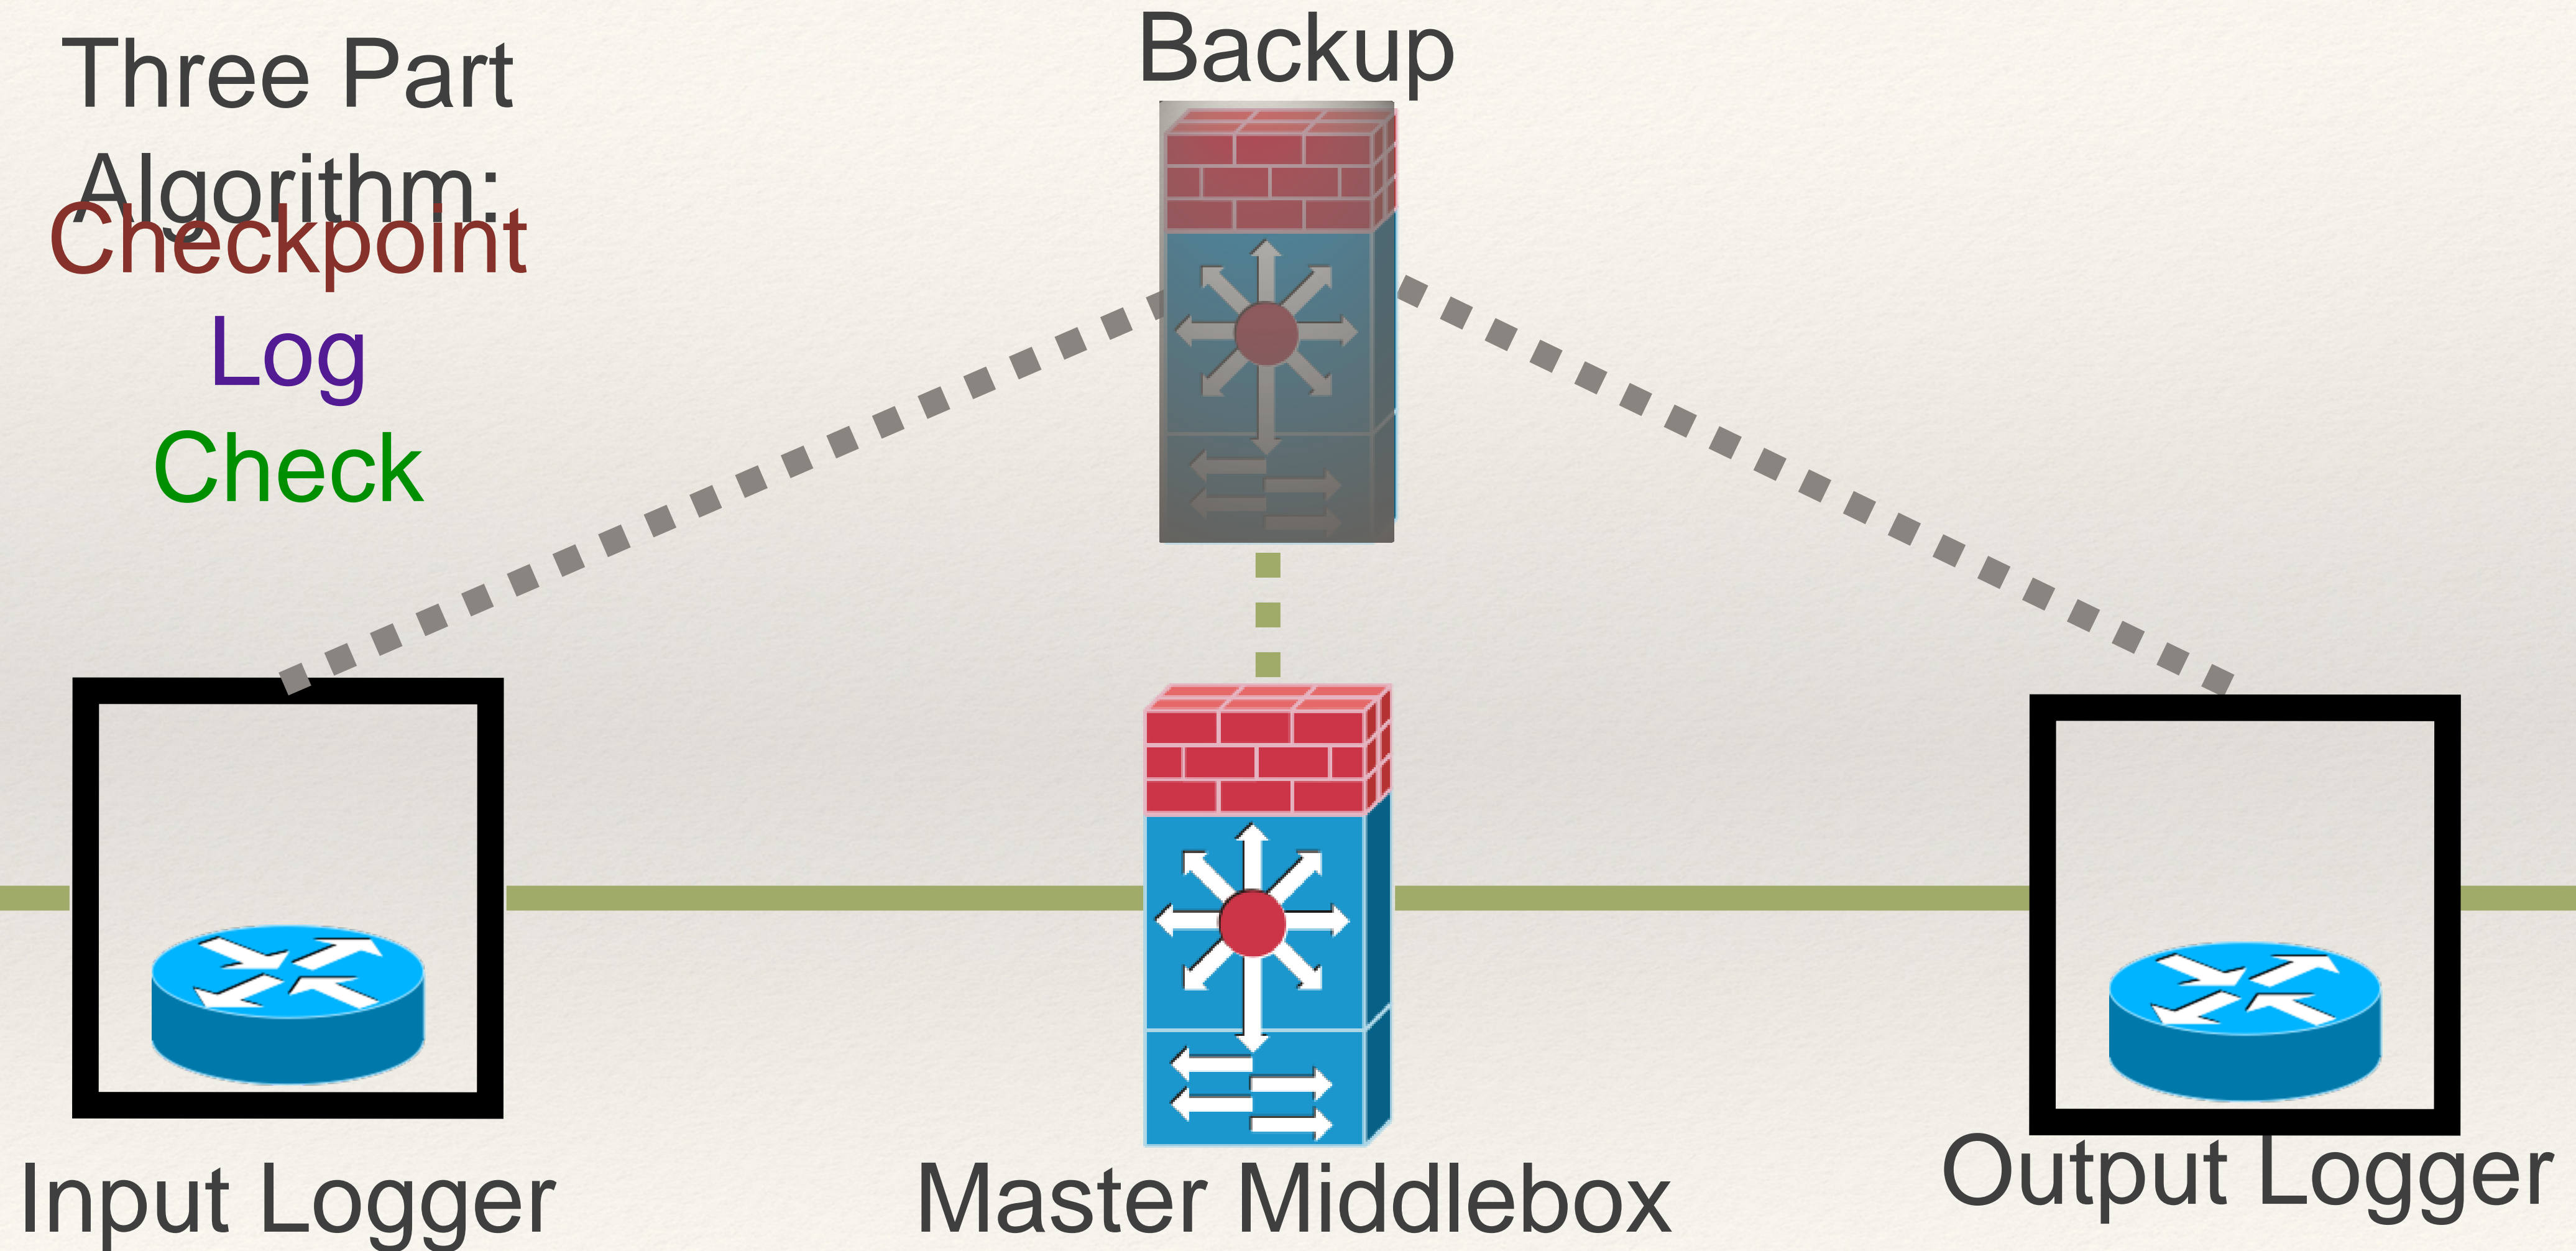 Three Part
Algorithm:
Checkpoint
Log
Check
Backup
Input Logger
Master Middlebox
Output Logger